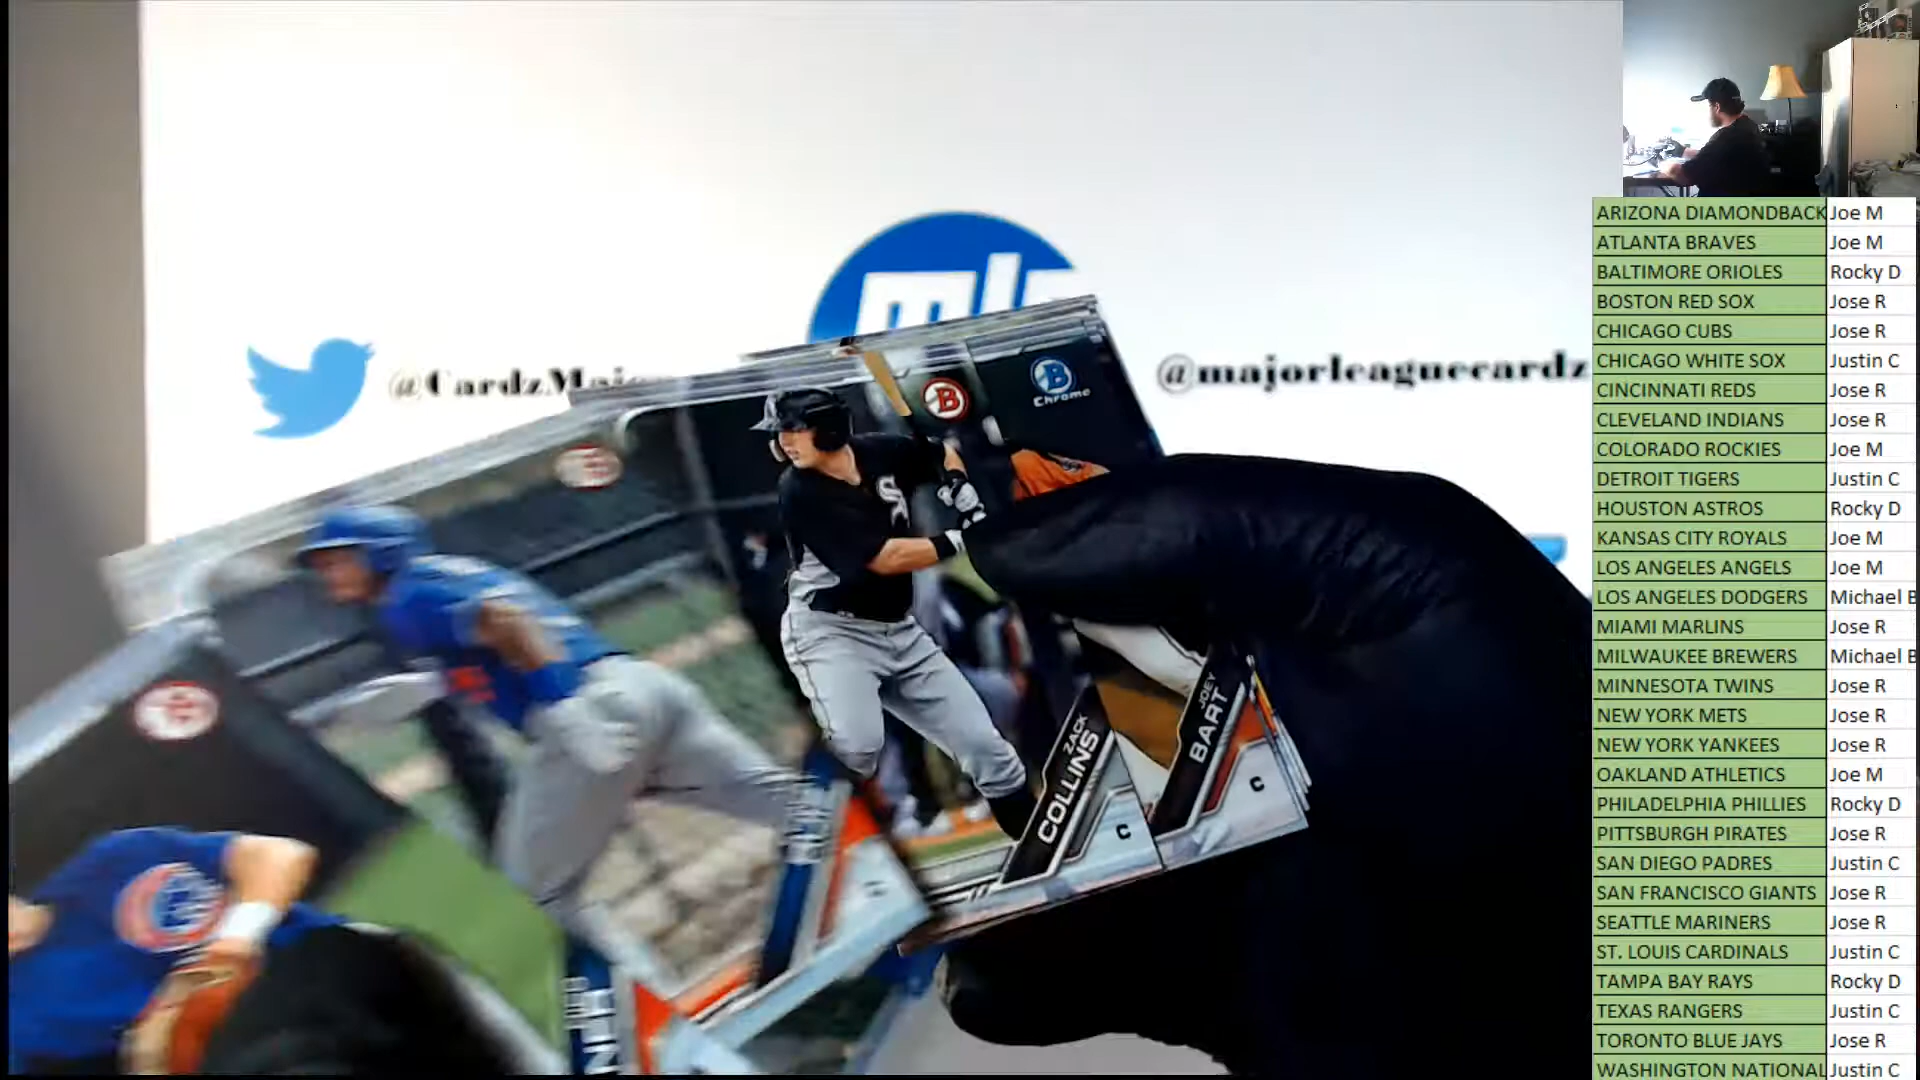 @CardzMajor
mlc
@majorleaguecardz
B
Chrome
B
ZACK
COLLINS
C
JOEY
BART
C
ARIZONA DIAMONDBACK Joe M
ATLANTA BRAVES Joe M
BALTIMORE ORIOLES Rocky D
BOSTON RED SOX Jose R
CHICAGO CUBS Jose R
CHICAGO WHITE SOX Justin C
CINCINNATI REDS Jose R
CLEVELAND INDIANS Jose R
COLORADO ROCKIES Joe M
DETROIT TIGERS Justin C
HOUSTON ASTROS Rocky D
KANSAS CITY ROYALS Joe M
LOS ANGELES ANGELS Joe M
LOS ANGELES DODGERS Michael B
MIAMI MARLINS Jose R
MILWAUKEE BREWERS Michael B
MINNESOTA TWINS Jose R
NEW YORK METS Jose R
NEW YORK YANKEES Jose R
OAKLAND ATHLETICS Joe M
PHILADELPHIA PHILLIES Rocky D
PITTSBURGH PIRATES Jose R
SAN DIEGO PADRES Justin C
SAN FRANCISCO GIANTS Jose R
SEATTLE MARINERS Jose R
ST. LOUIS CARDINALS Justin C
TAMPA BAY RAYS Rocky D
TEXAS RANGERS Justin C
TORONTO BLUE JAYS Jose R
WASHINGTON NATIONAL Justin C